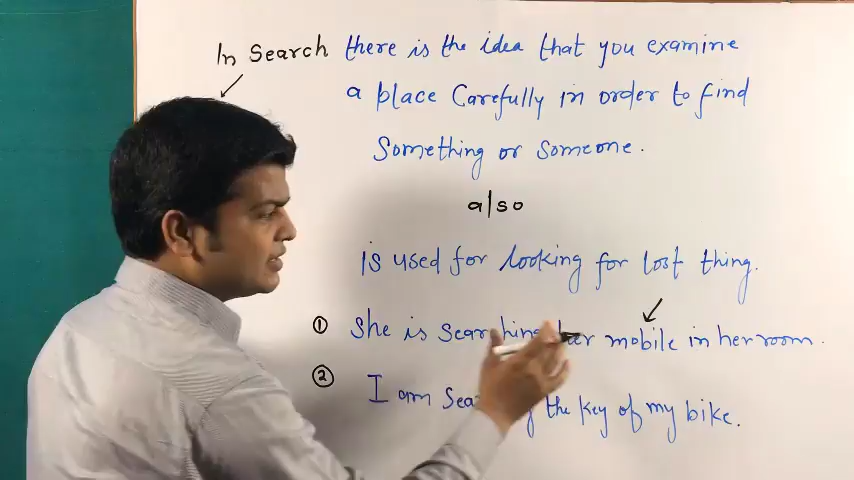 In Search there is the idea that you examine
a place Carefully in order to find
Something or someone.
also
is used for looking for lost thing.
① She is searching her mobile in her room.
② I am the key of my bike.